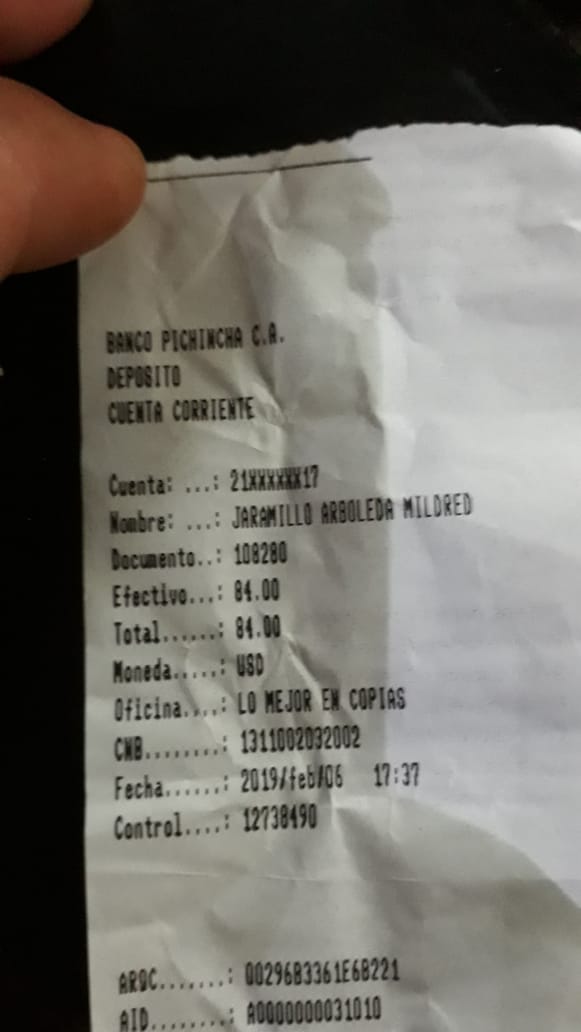 BANCO PICHINCHA C.A.
DEPOSITO
CUENTA CORRIENTE
Cuenta: ...: 21XXXXXX17
Nombre: ...: JARAMILLO ARBOLEDA MILDRED
Documento..: 108280
Efectivo...: 84.00
Total......: 84.00
Moneda.....: USD
Oficina....: LO MEJOR EN COPIAS
CNB........: 1311002032002
Fecha......: 2019/feb/06 17:37
Control....: 12738490
ARQC.......: 00296B3361E6B221
AID........: A0000000031010